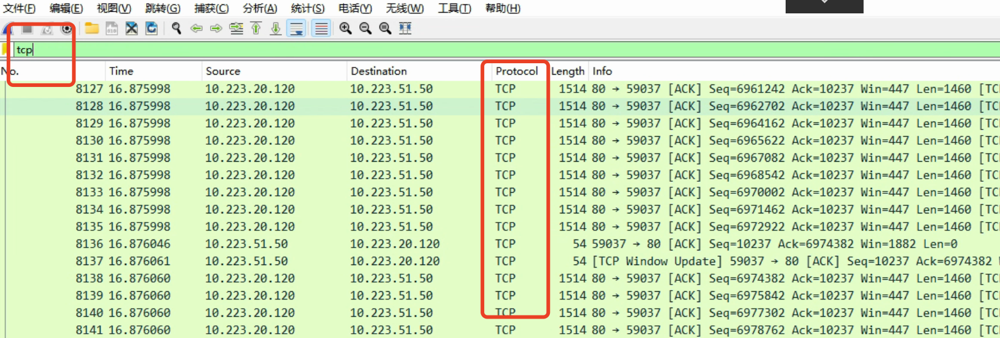 文件(F) 编辑(E) 视图(V) 跳转(G) 捕获(C) 分析(A) 统计(S) 电话(Y) 无线(W) 工具(T) 帮助(H)
tcp
No. Time Source Destination Protocol Length Info
8127 16.875998 10.223.20.120 10.223.51.50 TCP 1514 80 → 59037 [ACK] Seq=6961242 Ack=10237 Win=447 Len=1460 [TC
8128 16.875998 10.223.20.120 10.223.51.50 TCP 1514 80 → 59037 [ACK] Seq=6962702 Ack=10237 Win=447 Len=1460 [TC
8129 16.875998 10.223.20.120 10.223.51.50 TCP 1514 80 → 59037 [ACK] Seq=6964162 Ack=10237 Win=447 Len=1460 [TC
8130 16.875998 10.223.20.120 10.223.51.50 TCP 1514 80 → 59037 [ACK] Seq=6965622 Ack=10237 Win=447 Len=1460 [TC
8131 16.875998 10.223.20.120 10.223.51.50 TCP 1514 80 → 59037 [ACK] Seq=6967082 Ack=10237 Win=447 Len=1460 [TC
8132 16.875998 10.223.20.120 10.223.51.50 TCP 1514 80 → 59037 [ACK] Seq=6968542 Ack=10237 Win=447 Len=1460 [TC
8133 16.875998 10.223.20.120 10.223.51.50 TCP 1514 80 → 59037 [ACK] Seq=6970002 Ack=10237 Win=447 Len=1460 [TC
8134 16.875998 10.223.20.120 10.223.51.50 TCP 1514 80 → 59037 [ACK] Seq=6971462 Ack=10237 Win=447 Len=1460 [TC
8135 16.875998 10.223.20.120 10.223.51.50 TCP 1514 80 → 59037 [ACK] Seq=6972922 Ack=10237 Win=447 Len=1460 [TC
8136 16.876046 10.223.51.50 10.223.20.120 TCP 54 59037 → 80 [ACK] Seq=10237 Ack=6974382 Win=1882 Len=0
8137 16.876061 10.223.51.50 10.223.20.120 TCP 54 [TCP Window Update] 59037 → 80 [ACK] Seq=10237 Ack=6974382
8138 16.876060 10.223.20.120 10.223.51.50 TCP 1514 80 → 59037 [ACK] Seq=6974382 Ack=10237 Win=447 Len=1460 [TC
8139 16.876060 10.223.20.120 10.223.51.50 TCP 1514 80 → 59037 [ACK] Seq=6975842 Ack=10237 Win=447 Len=1460 [TC
8140 16.876060 10.223.20.120 10.223.51.50 TCP 1514 80 → 59037 [ACK] Seq=6977302 Ack=10237 Win=447 Len=1460 [TC
8141 16.876060 10.223.20.120 10.223.51.50 TCP 1514 80 → 59037 [ACK] Seq=6978762 Ack=10237 Win=447 Len=1460 [TC